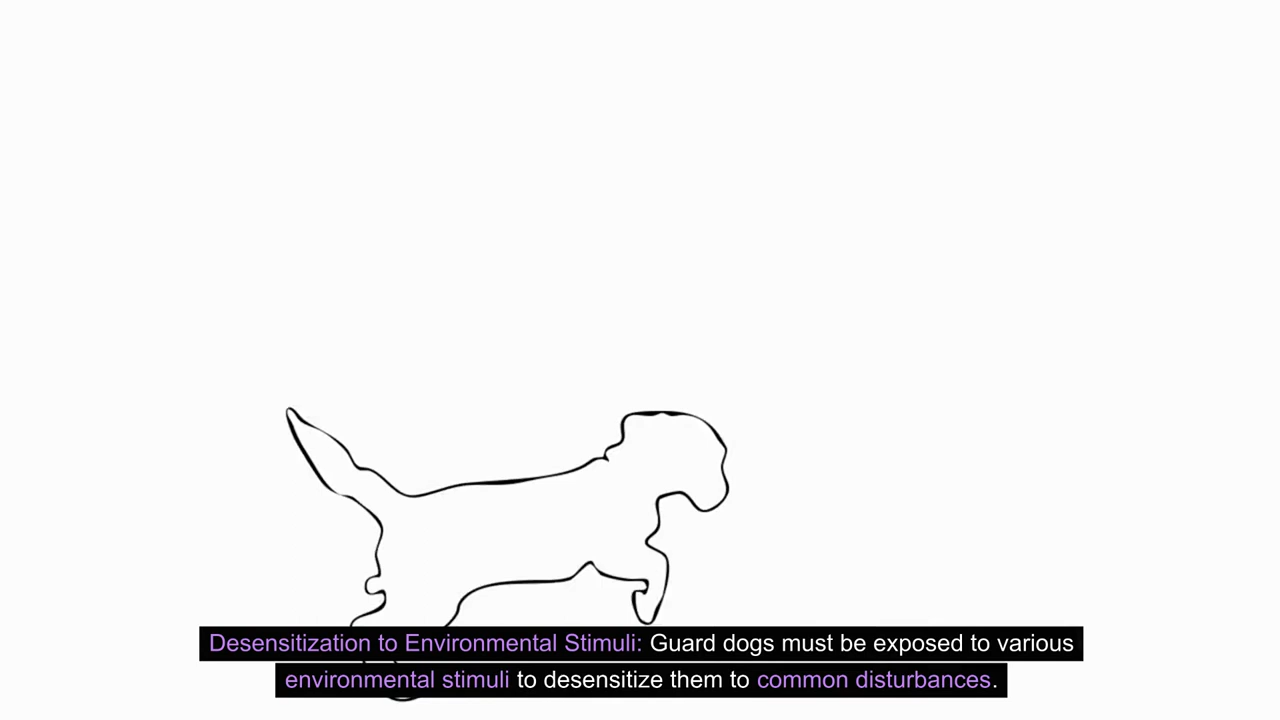 Desensitization to Environmental Stimuli: Guard dogs must be exposed to various
environmental stimuli to desensitize them to common disturbances.